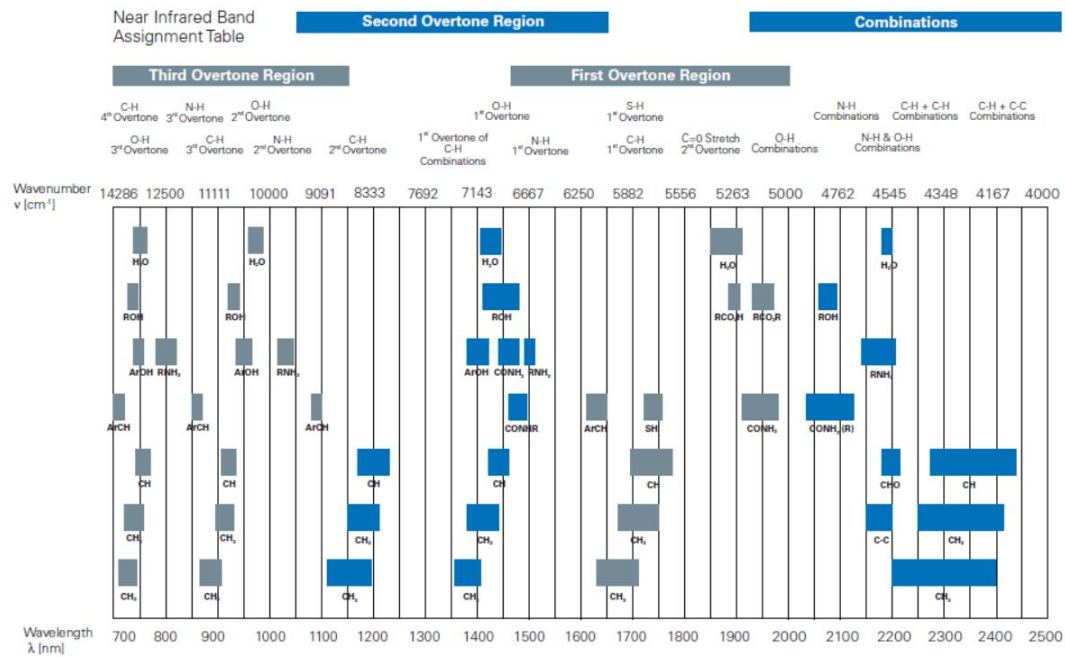 Near Infrared Band
Assignment Table
Second Overtone Region
Combinations
Third Overtone Region
First Overtone Region
C-H
4th Overtone
N-H
3rd Overtone
O-H
2nd Overtone
O-H
1st Overtone
S-H
1st Overtone
N-H
Combinations
C-H + C-H
Combinations
C-H + C-C
Combinations
O-H
3rd Overtone
C-H
3rd Overtone
N-H
2nd Overtone
C-H
2nd Overtone
1st Overtone of
C-H
Combinations
N-H
1st Overtone
C-H
1st Overtone
C=0 Stretch
2nd Overtone
O-H
Combinations
N-H & O-H
Combinations
Wavenumber
ν [cm-1]
14286 12500 11111 10000 9091 8333 7692 7143 6667 6250 5882 5556 5263 5000 4762 4545 4348 4167 4000
H₂O H₂O H₂O H₂O H₂O
ROH ROH ROH RCO₂H RCO₂R ROH
ArOH RNH₂ ArOH RNH₂ ArOH CONH₂ RNH₂ RNH₂
ArCH ArCH ArCH CONHR ArCH SH CONH₂ CONH₂(R)
CH CH CH CH CH CHO CH
CH₂ CH₂ CH₂ CH₂ C-C CH₂
CH₃ CH₃ CH₃
Wavelength
λ [nm]
700 800 900 1000 1100 1200 1300 1400 1500 1600 1700 1800 1900 2000 2100 2200 2300 2400 2500